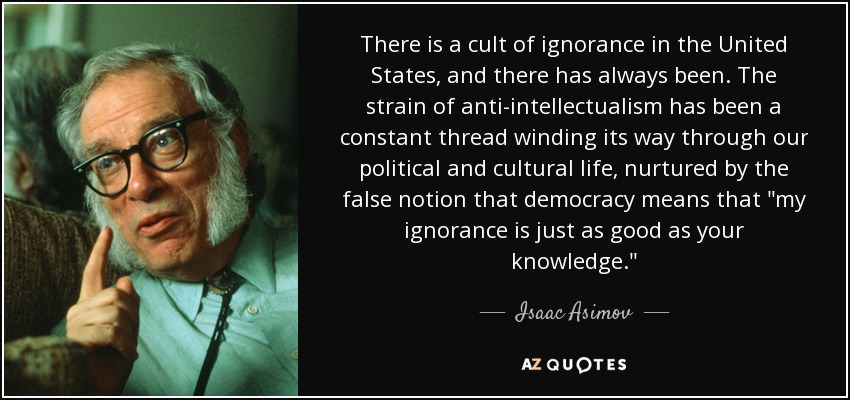 There is a cult of ignorance in the United
States, and there has always been. The
strain of anti-intellectualism has been a
constant thread winding its way through our
political and cultural life, nurtured by the
false notion that democracy means that "my
ignorance is just as good as your
knowledge."
Isaac Asimov
AZ QUOTES